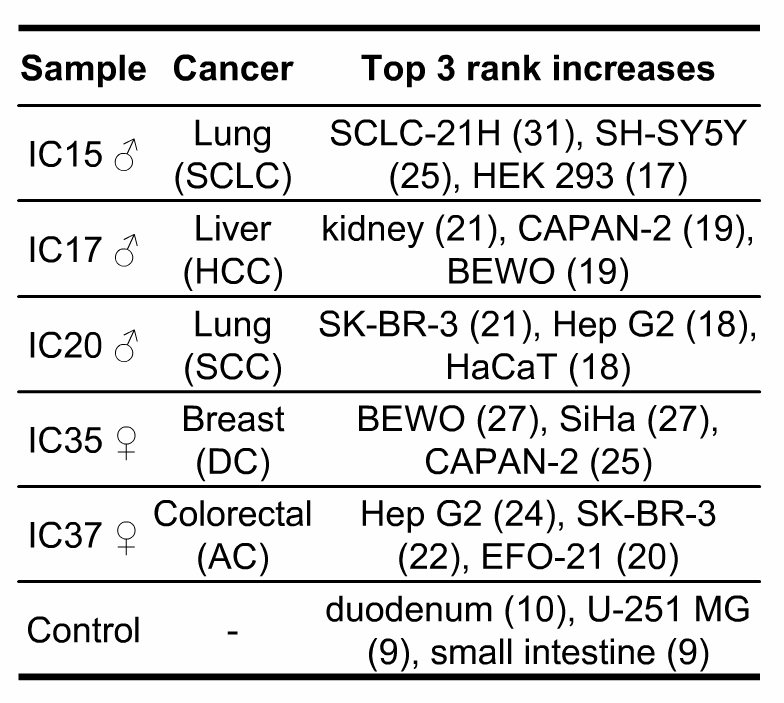 Sample Cancer Top 3 rank increases
IC15 ♂ Lung (SCLC) SCLC-21H (31), SH-SY5Y (25), HEK 293 (17)
IC17 ♂ Liver (HCC) kidney (21), CAPAN-2 (19), BEWO (19)
IC20 ♂ Lung (SCC) SK-BR-3 (21), Hep G2 (18), HaCaT (18)
IC35 ♀ Breast (DC) BEWO (27), SiHa (27), CAPAN-2 (25)
IC37 ♀ Colorectal (AC) Hep G2 (24), SK-BR-3 (22), EFO-21 (20)
Control - duodenum (10), U-251 MG (9), small intestine (9)